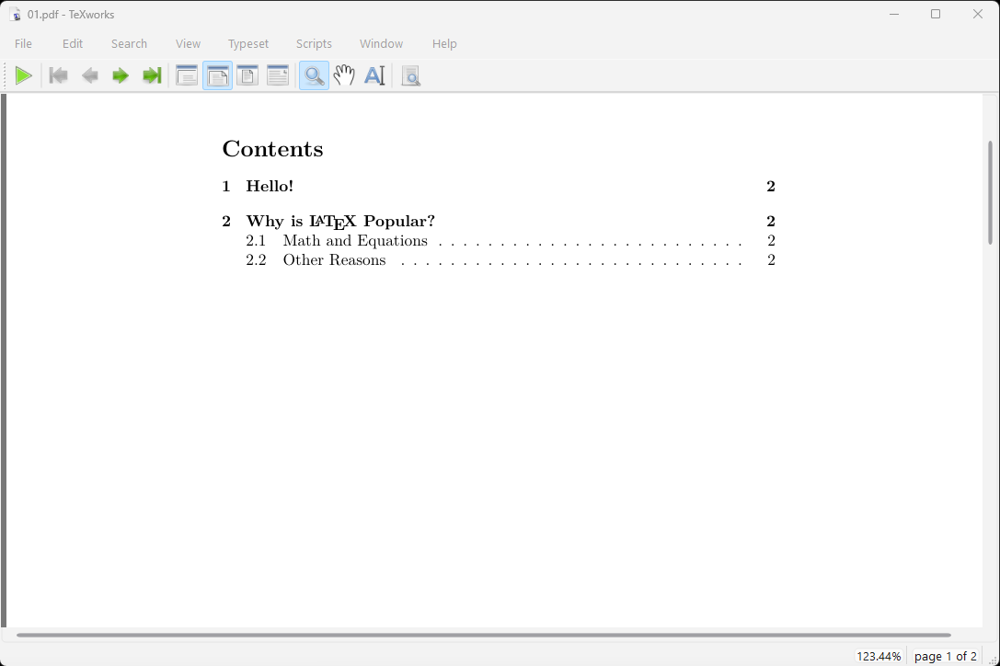 01.pdf - TeXworks
File Edit Search View Typeset Scripts Window Help
Contents
1 Hello! 2
2 Why is LATEX Popular? 2
2.1 Math and Equations . . . . . . . . . . . . . . . . . . . . . . . . . 2
2.2 Other Reasons . . . . . . . . . . . . . . . . . . . . . . . . . . . . 2
123.44% page 1 of 2